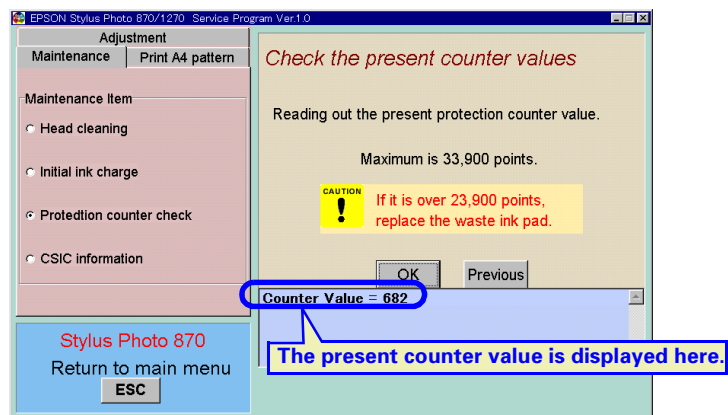 EPSON Stylus Photo 870/1270 Service Program Ver.1.0
Adjustment
Maintenance
Print A4 pattern
Maintenance Item
Head cleaning
Initial ink charge
Protedtion counter check
CSIC information
Stylus Photo 870
Return to main menu
ESC
Check the present counter values
Reading out the present protection counter value.
Maximum is 33,900 points.
CAUTION
!
If it is over 23,900 points,
replace the waste ink pad.
OK
Previous
Counter Value = 682
The present counter value is displayed here.